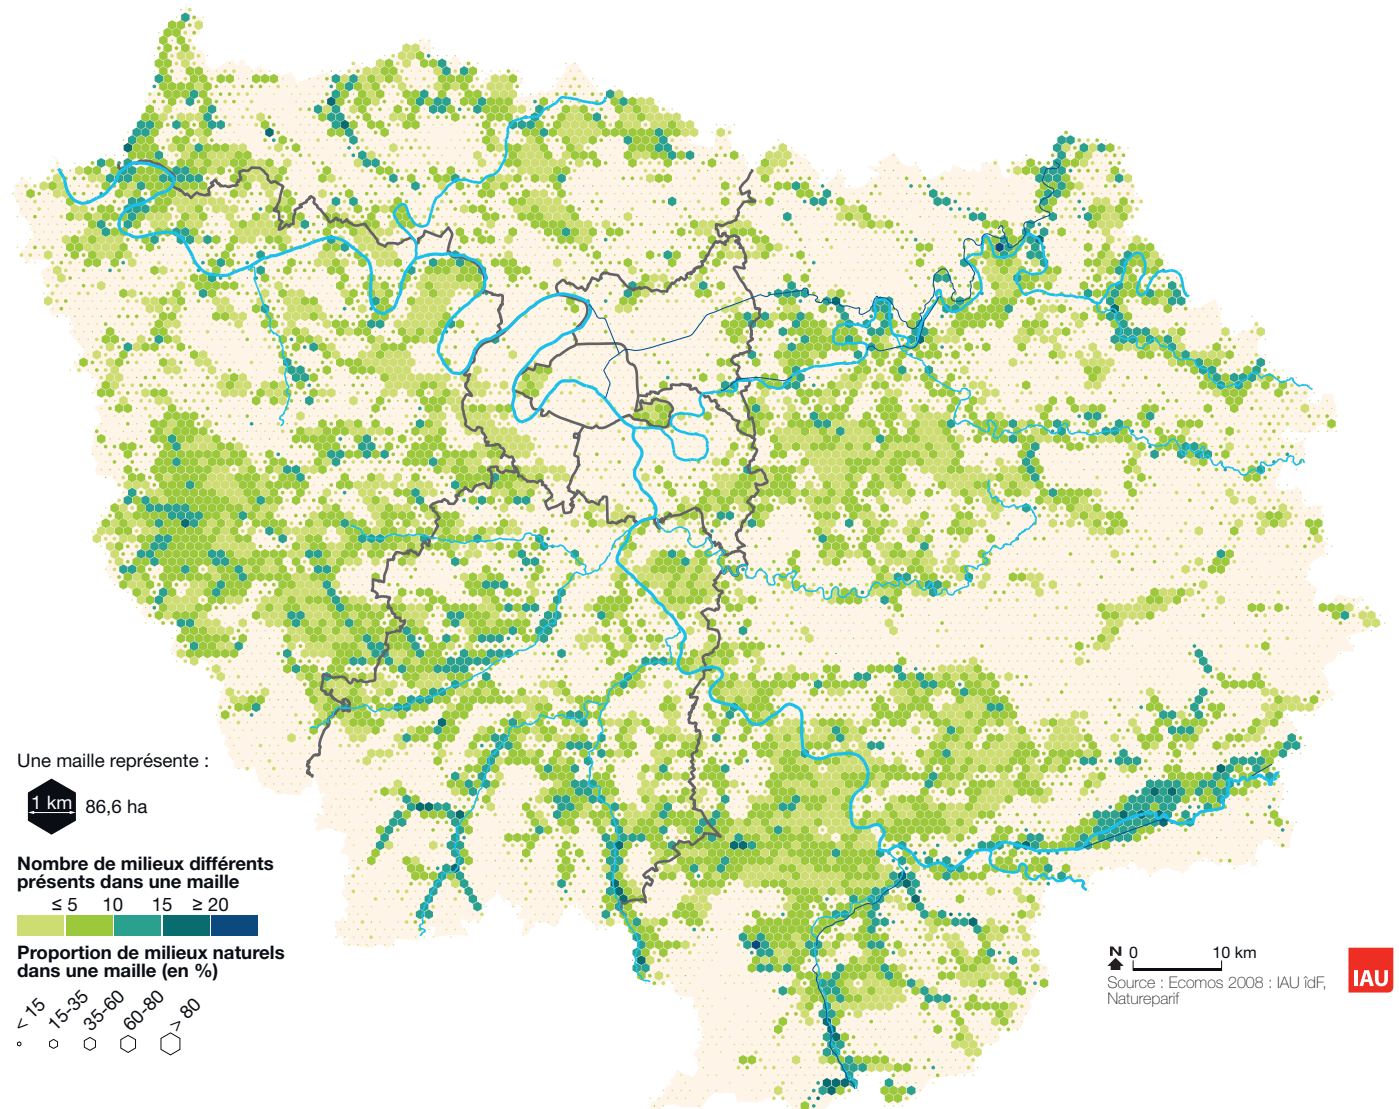 Une maille représente :
1 km
86,6 ha
Nombre de milieux différents
présents dans une maille
≤ 5 10 15 ≥ 20
Proportion de milieux naturels
dans une maille (en %)
< 15 15-35 35-60 60-80 > 80
N 0 10 km
Source : Ecomos 2008 : IAU îdF,
Natureparif
IAU